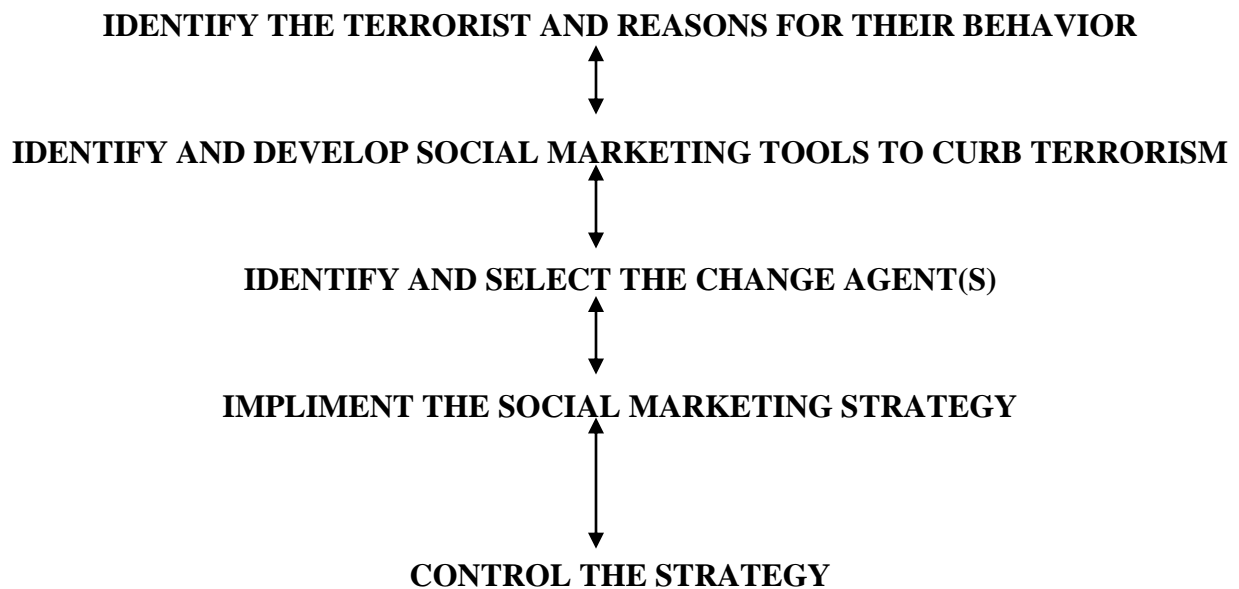 IDENTIFY THE TERRORIST AND REASONS FOR THEIR BEHAVIOR
IDENTIFY AND DEVELOP SOCIAL MARKETING TOOLS TO CURB TERRORISM
IDENTIFY AND SELECT THE CHANGE AGENT(S)
IMPLIMENT THE SOCIAL MARKETING STRATEGY
CONTROL THE STRATEGY